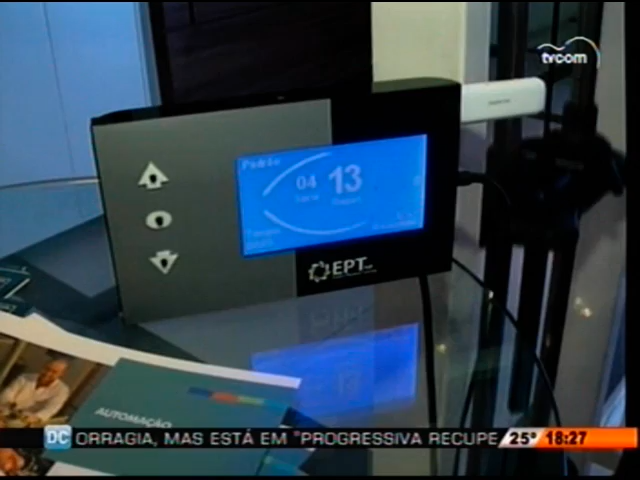 tvcom
Padrão
04 13
EPT
AUTOMAÇÃO
DC ORRAGIA, MAS ESTÁ EM "PROGRESSIVA RECUPE 25° 18:27